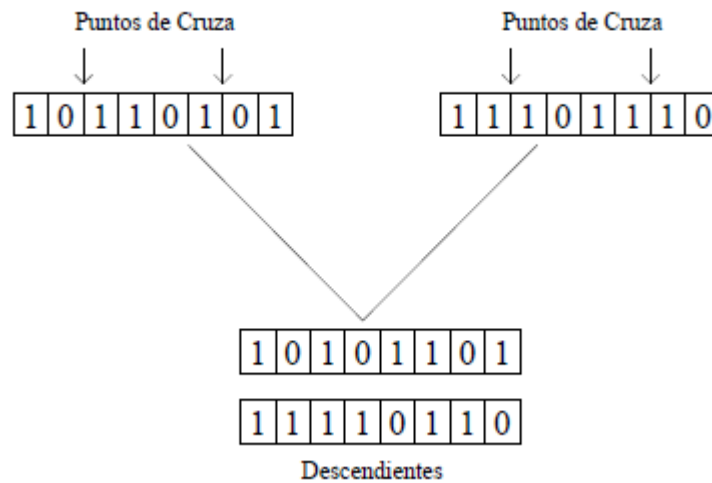 Puntos de Cruza Puntos de Cruza
1 0 1 1 0 1 0 1 1 1 1 0 1 1 1 0
1 0 1 0 1 1 0 1
1 1 1 1 0 1 1 0
Descendientes